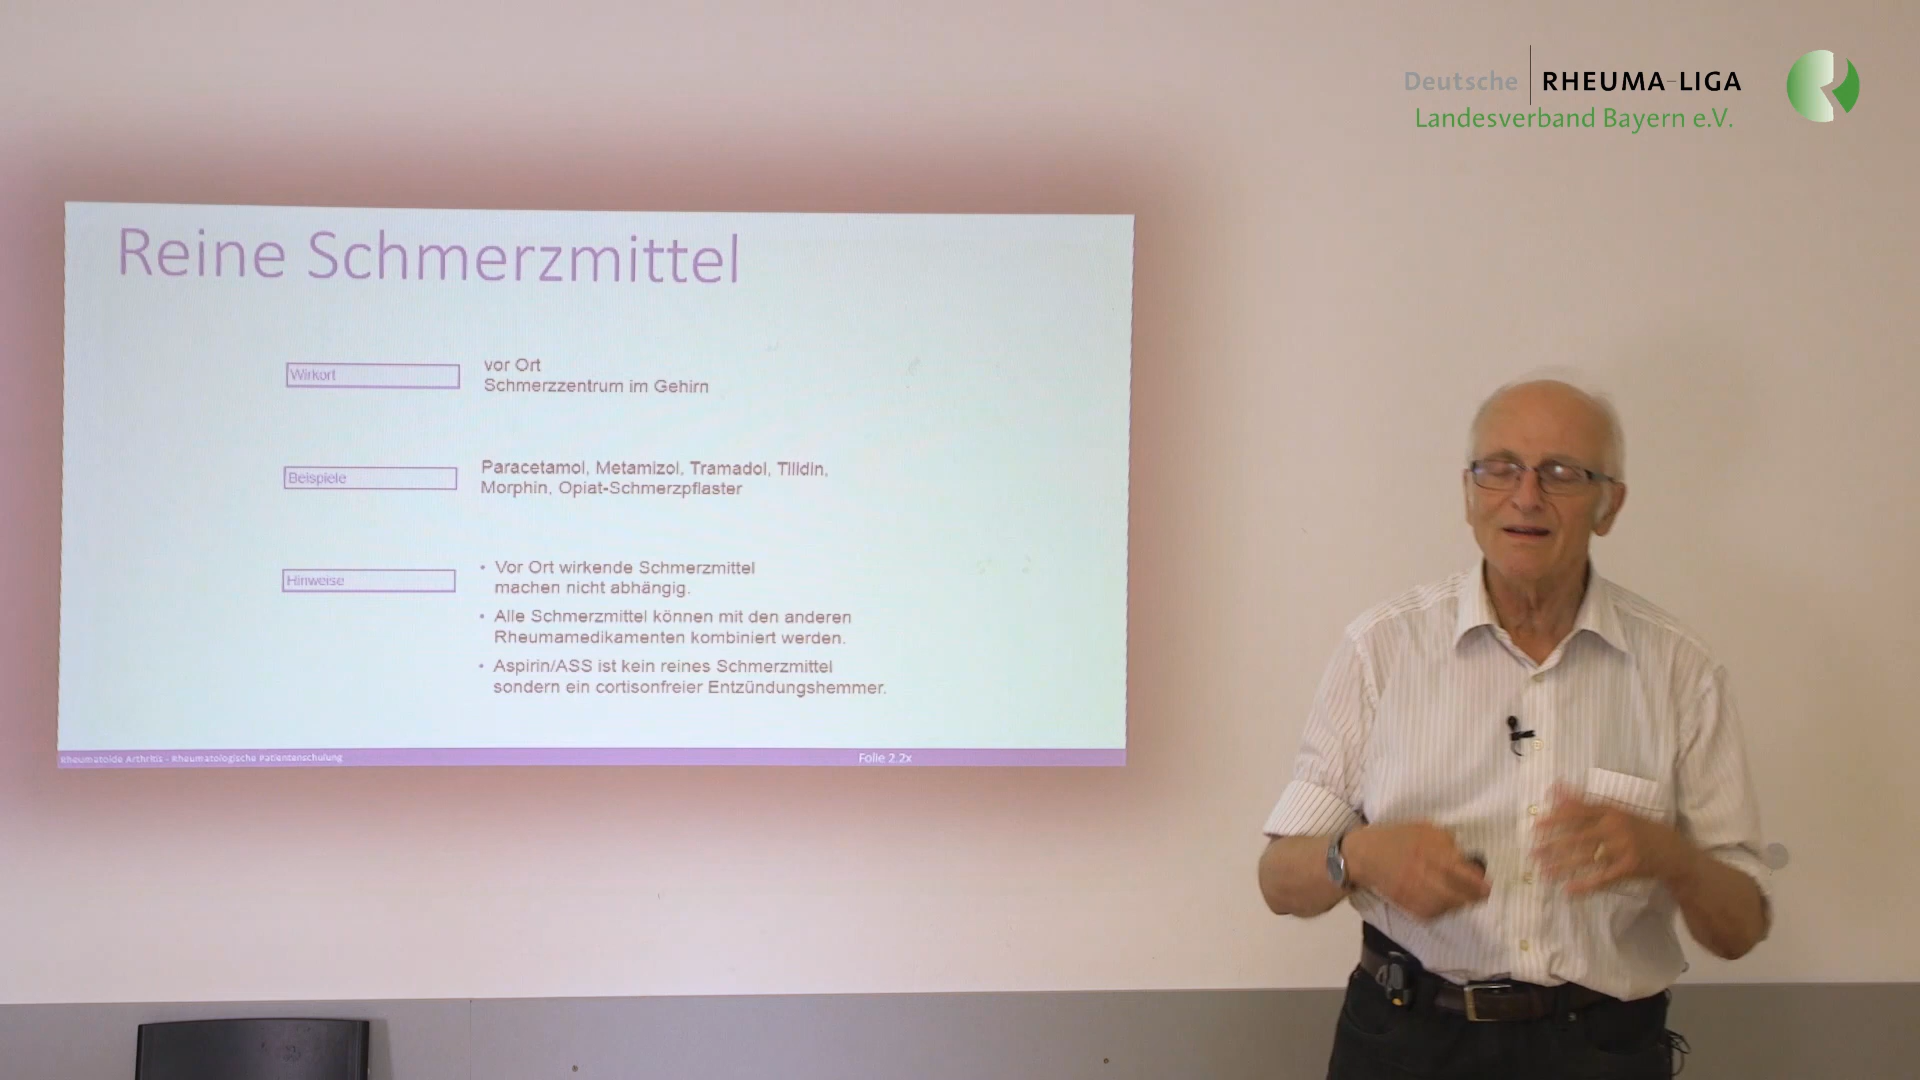 Deutsche RHEUMA-LIGA
Landesverband Bayern e.V.
Reine Schmerzmittel
Wirkort
vor Ort
Schmerzzentrum im Gehirn
Beispiele
Paracetamol, Metamizol, Tramadol, Tilidin,
Morphin, Opiat-Schmerzpflaster
Hinweise
• Vor Ort wirkende Schmerzmittel
machen nicht abhängig.
• Alle Schmerzmittel können mit den anderen
Rheumamedikamenten kombiniert werden.
• Aspirin/ASS ist kein reines Schmerzmittel
sondern ein cortisonfreier Entzündungshemmer.
Rheumatoide Arthritis - Rheumatologische Patientenschulung
Folie 2.2x